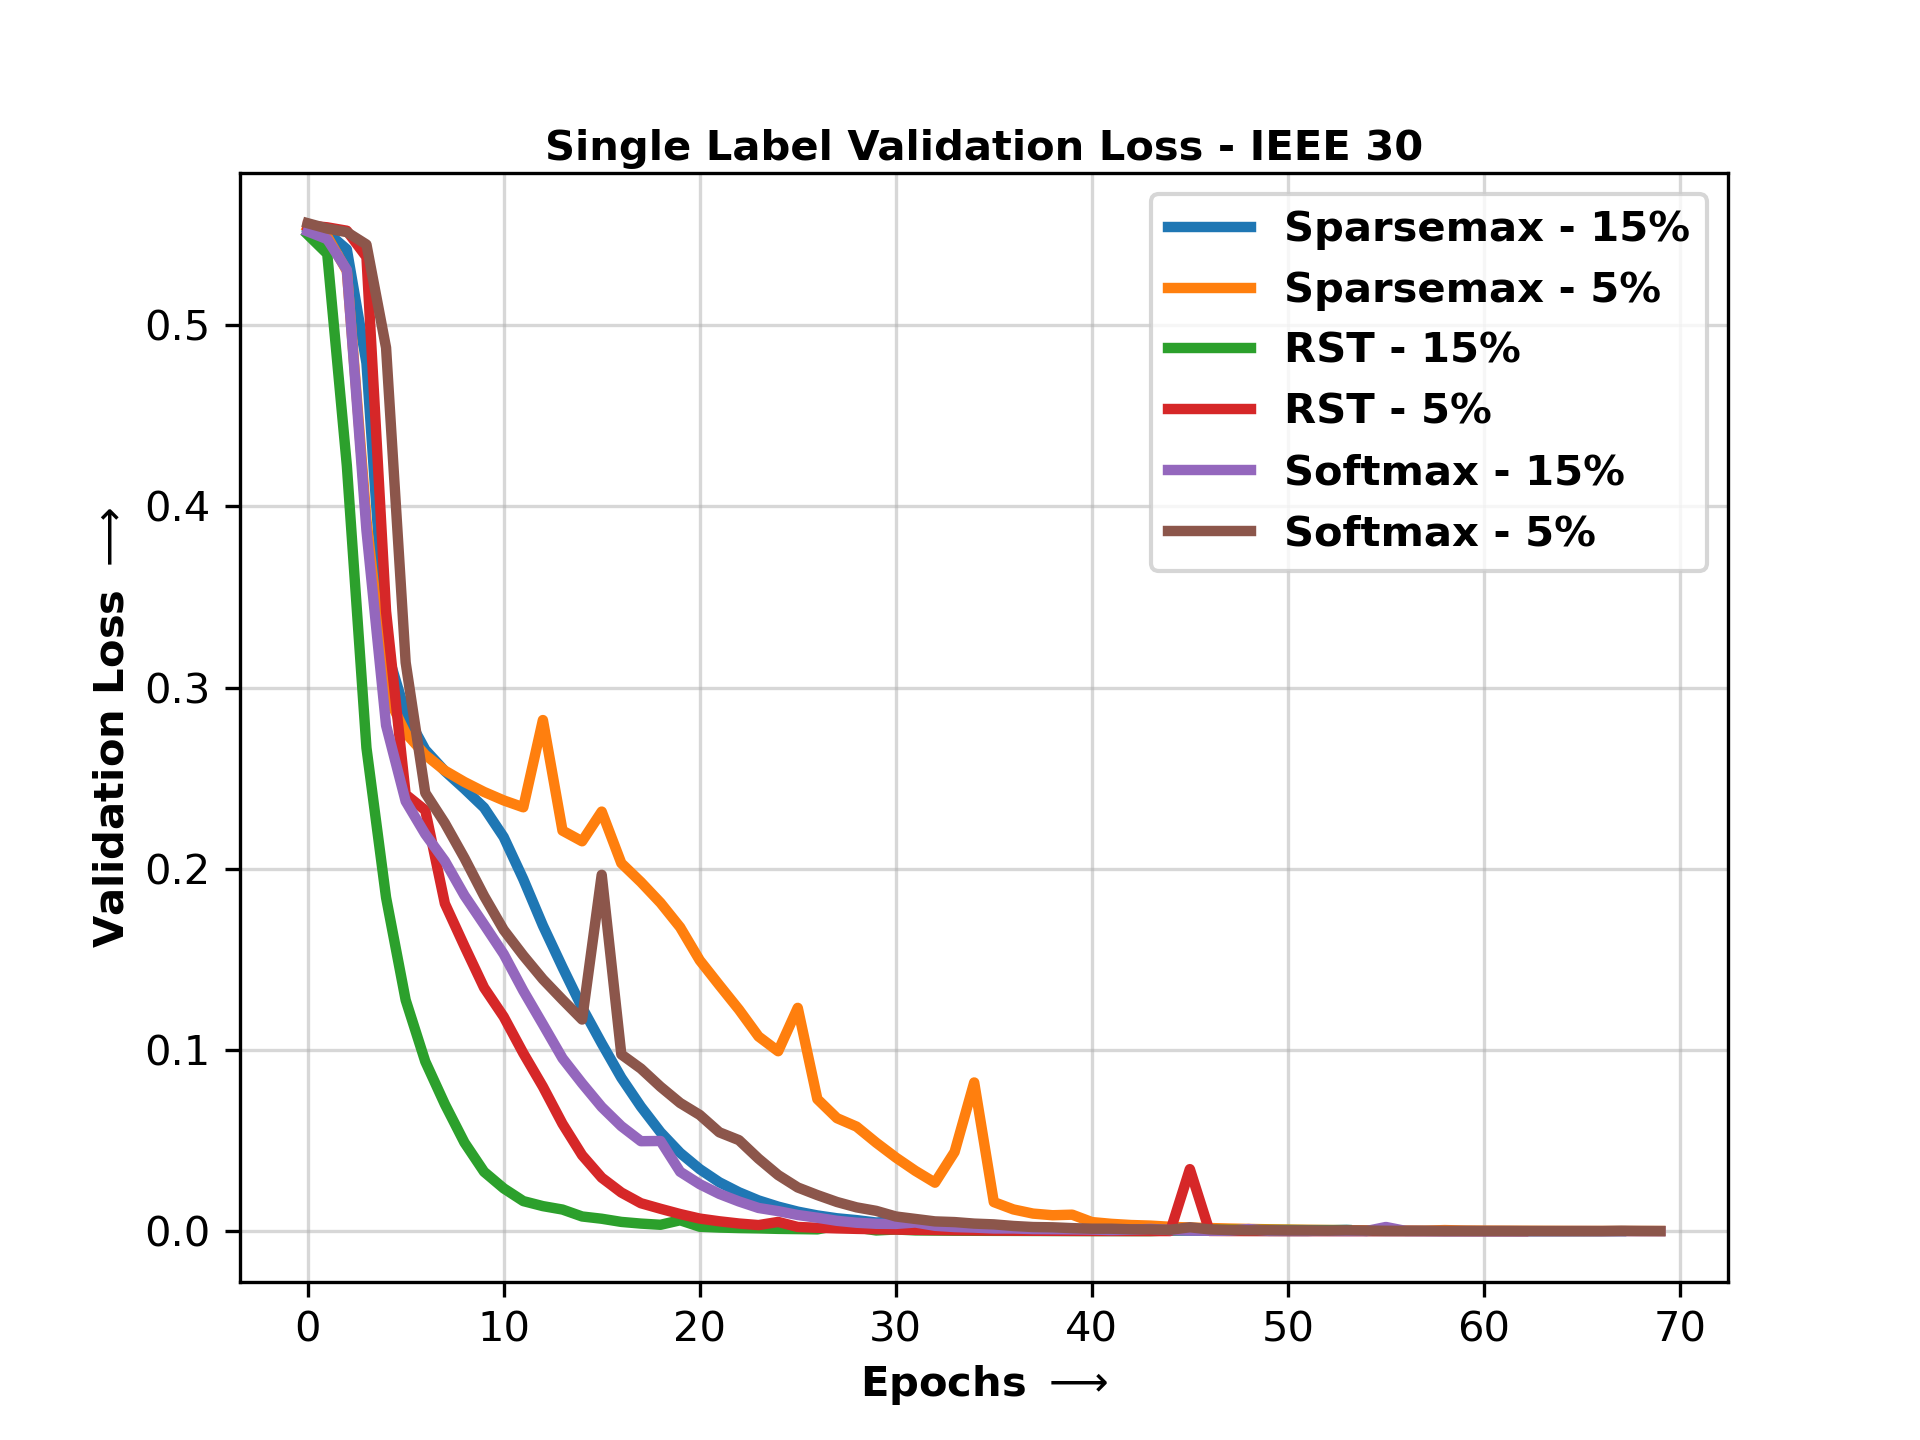 Single Label Validation Loss - IEEE 30
Sparsemax - 15%
Sparsemax - 5%
RST - 15%
RST - 5%
Softmax - 15%
Softmax - 5%
Validation Loss ⟶
0.5
0.4
0.3
0.2
0.1
0.0
0 10 20 30 40 50 60 70
Epochs ⟶